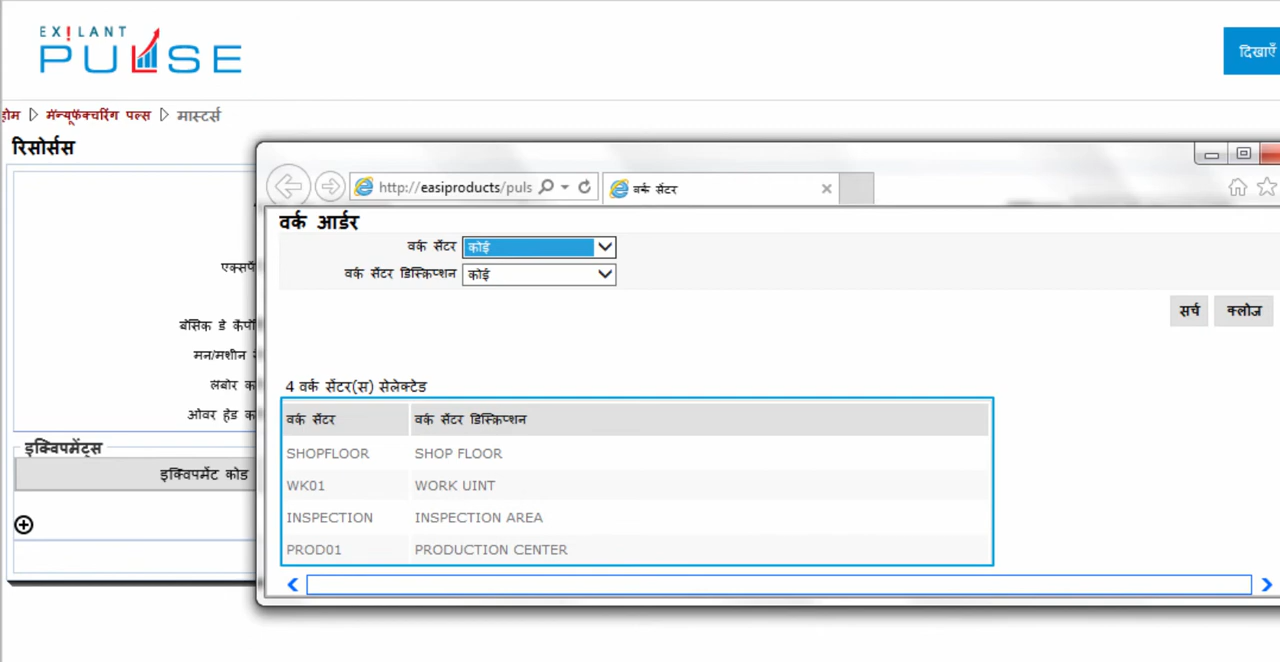 EX!LANT
PULSE
दिखाएँ
होम ▷ मॅन्यूफॅक्चरिंग पल्स ▷ मास्टर्स
रिसोर्सस
http://easiproducts/puls
वर्क सेंटर
वर्क आर्डर
वर्क सेंटर कोई
वर्क सेंटर डिस्क्रिप्शन कोई
सर्च क्लोज
बॅसिक डे
मन/मशीन
लॅबोर
ओवर हेड
4 वर्क सेंटर(स) सेलेक्टेड
वर्क सेंटर वर्क सेंटर डिस्क्रिप्शन
SHOPFLOOR SHOP FLOOR
WK01 WORK UINT
INSPECTION INSPECTION AREA
PROD01 PRODUCTION CENTER
इक्विपमेंट्स
इक्विपमेंट कोड